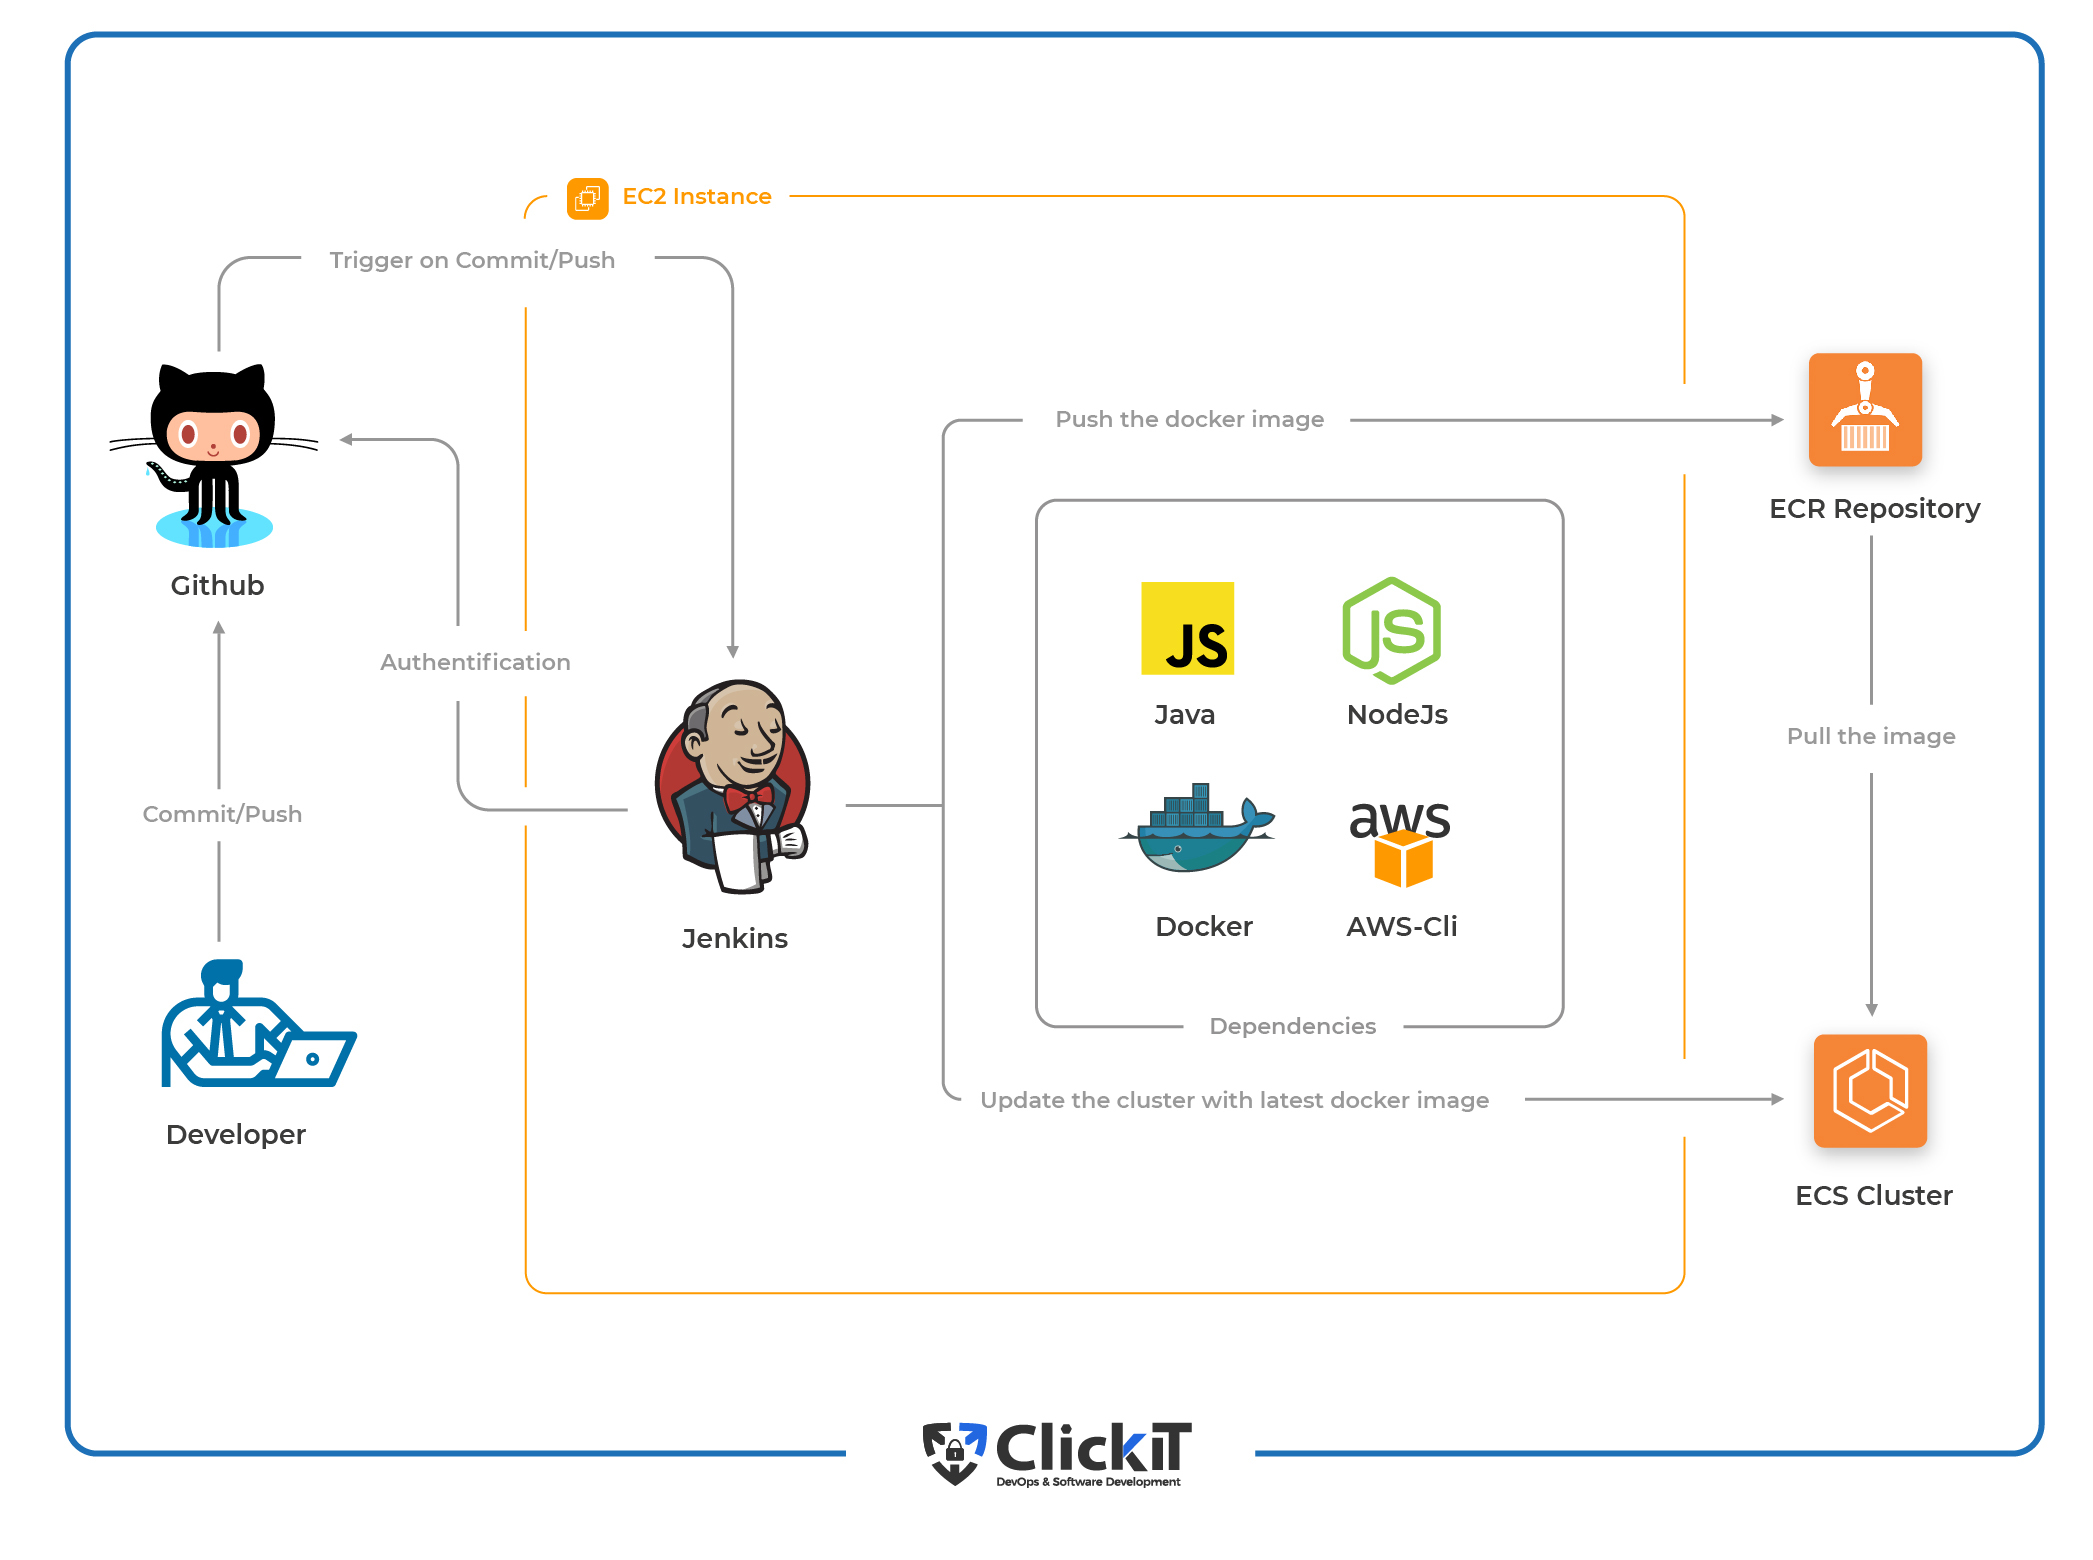 EC2 Instance
Trigger on Commit/Push
Push the docker image
ECR Repository
Github
JS
JS
Authentification
Java
NodeJs
Pull the image
Commit/Push
aws
Docker
AWS-Cli
Jenkins
Dependencies
Update the cluster with latest docker image
Developer
ECS Cluster
ClickiT
DevOps & Software Development